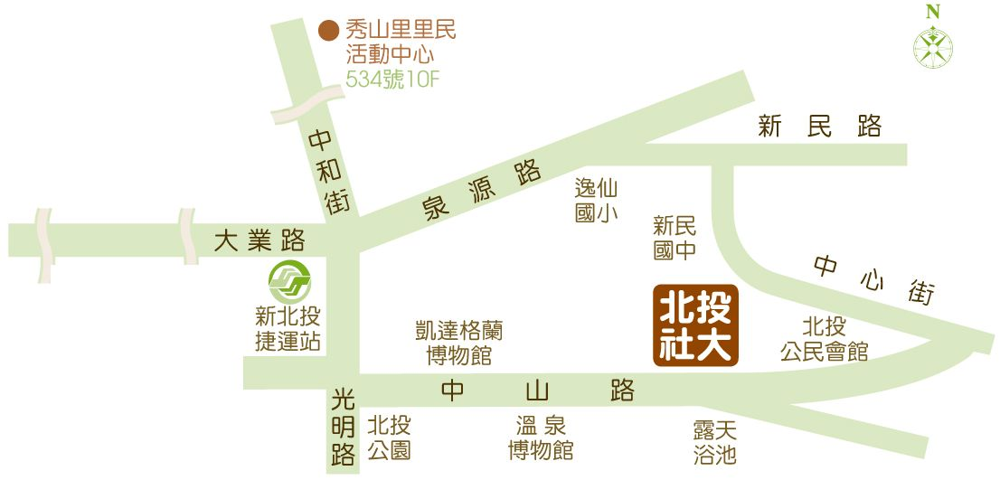 秀山里里民
活動中心
534號10F
N
中和街
新民路
泉源路
逸仙
國小
新民
國中
大業路
中心街
新北投
捷運站
北投
社大
凱達格蘭
博物館
北投
公民會館
中山路
光明路
北投
公園
溫泉
博物館
露天
浴池